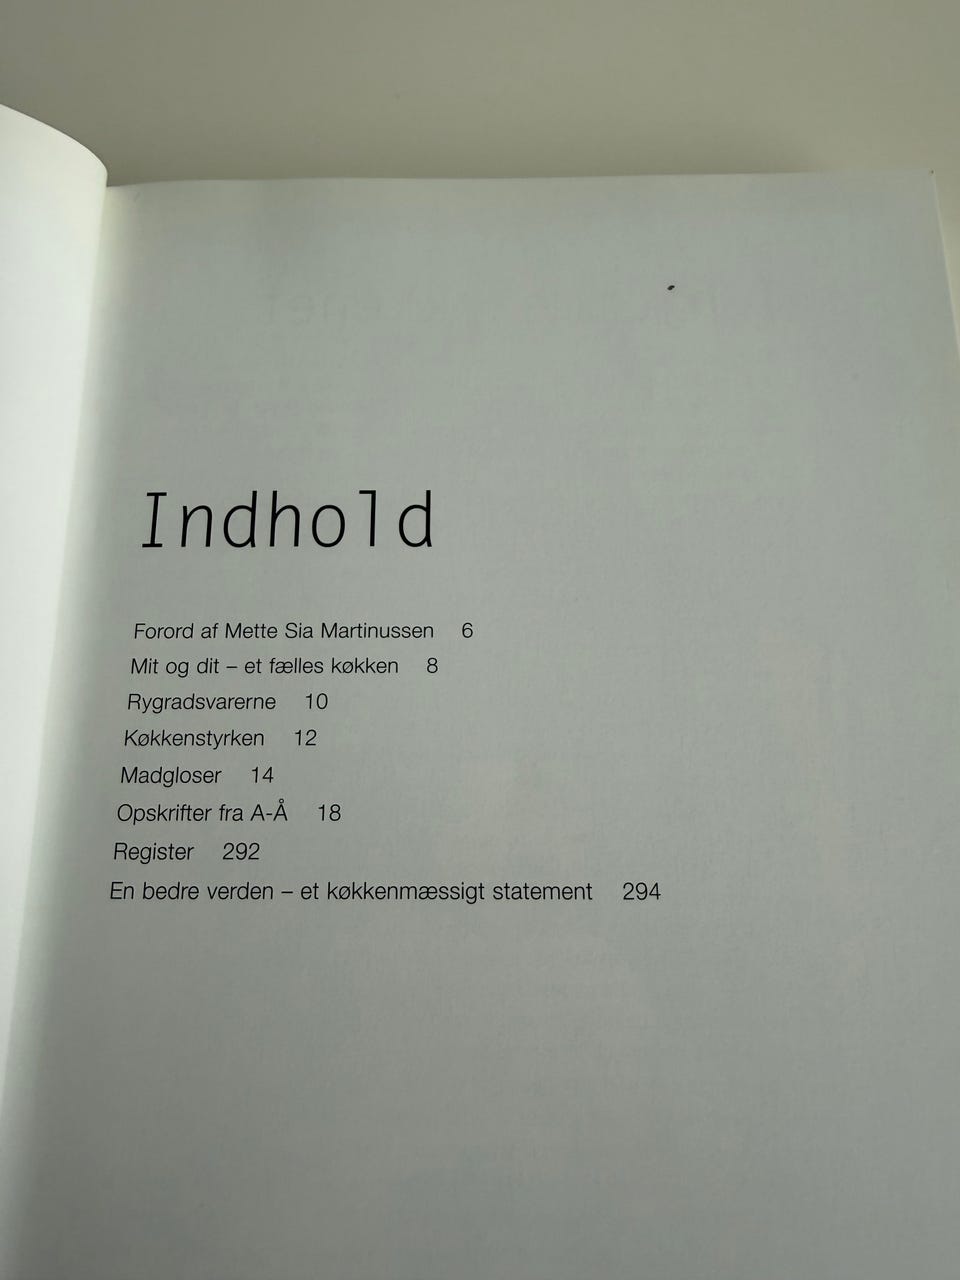 Indhold
Forord af Mette Sia Martinussen 6
Mit og dit – et fælles køkken 8
Rygradsvarerne 10
Køkkenstyrken 12
Madgloser 14
Opskrifter fra A-Å 18
Register 292
En bedre verden – et køkkenmæssigt statement 294